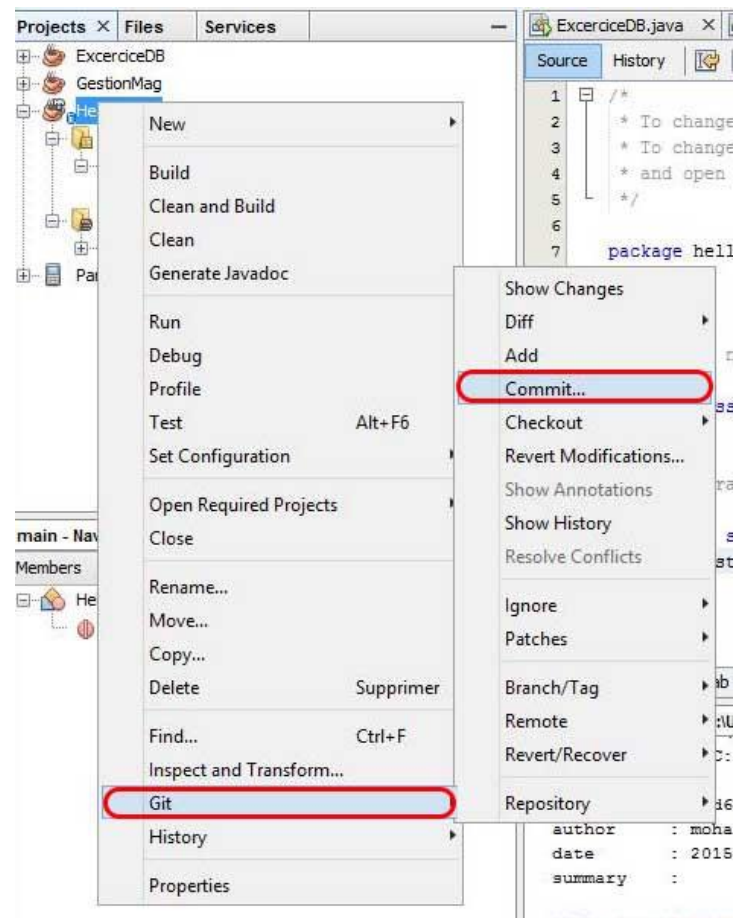 Projects Files Services
ExcerciceDB
GestionMag
He
main - Nav
Members
He
ExcerciceDB.java
Source History
1 /*
2 * To change
3 * To change
4 * and open
5 */
6
7 package hell
New
Build
Clean and Build
Clean
Generate Javadoc
Run
Debug
Profile
Test Alt+F6
Set Configuration
Open Required Projects
Close
Rename...
Move...
Copy...
Delete Supprimer
Find... Ctrl+F
Inspect and Transform...
Git
History
Properties
Show Changes
Diff
Add
Commit...
Checkout
Revert Modifications...
Show Annotations
Show History
Resolve Conflicts
Ignore
Patches
Branch/Tag
Remote
Revert/Recover
Repository
author : moha
date : 2015
summary :